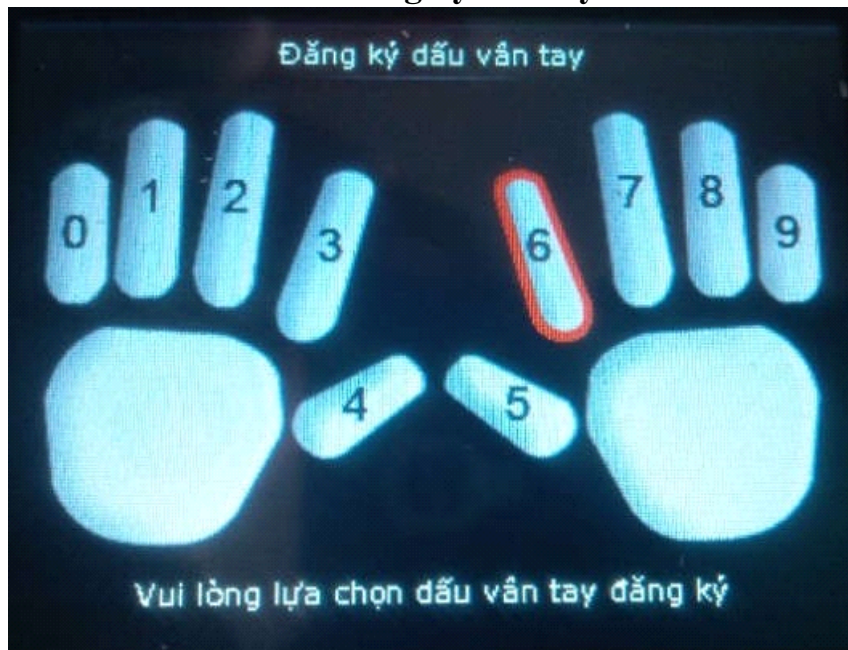 Đăng ký dấu vân tay
0 1 2 3 6 7 8 9
4 5
Vui lòng lựa chọn dấu vân tay đăng ký